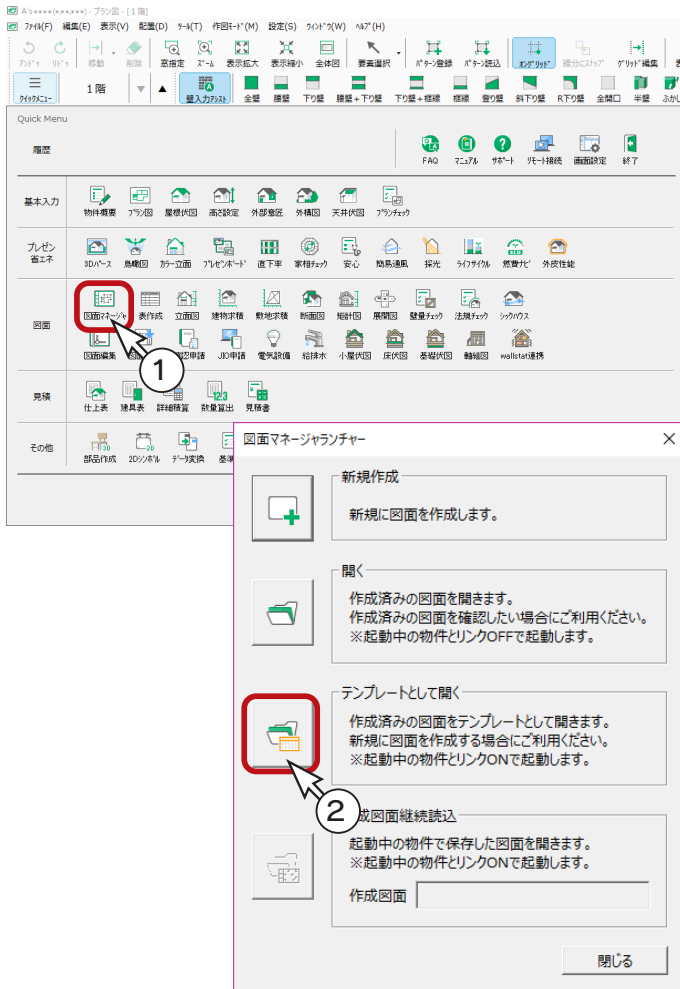 A's∗∗∗∗(∗,∗∗,∗∗∗) - プラン図 - [1 階]
ﾌｧｲﾙ(F) 編集(E) 表示(V) 配置(D) ﾂｰﾙ(T) 作図ﾓｰﾄﾞ(M) 設定(S) ｳｨﾝﾄﾞｳ(W) ﾍﾙﾌﾟ(H)
ｱﾝﾄﾞｩ ﾘﾄﾞｩ 移動 削除 窓指定 ｽﾞｰﾑ 表示拡大 表示縮小 全体図 要素選択 ﾊﾟﾀｰﾝ登録 ﾊﾟﾀｰﾝ読込 ｵﾝｸﾞﾘｯﾄﾞ 線分にｽﾅｯﾌﾟ ｸﾞﾘｯﾄﾞ編集
ｸｲｯｸﾒﾆｭｰ 1 階 壁入力ｱｼｽﾄ 全壁 腰壁 下り壁 腰壁＋下り壁 下り壁＋框線 框線 登り壁 斜下り壁 R下り壁 全開口 半壁 ふかし
Quick Menu
履歴 FAQ ﾏﾆｭｱﾙ ｻﾎﾟｰﾄ ﾘﾓｰﾄ接続 画面設定 終了
基本入力 物件概要 ﾌﾟﾗﾝ図 屋根伏図 高さ設定 外部意匠 外構図 天井伏図 ﾌﾟﾗﾝﾁｪｯｸ
プレゼン
省エネ 3Dﾊﾟｰｽ 鳥瞰図 ｶﾗｰ立面 ﾌﾟﾚｾﾞﾝﾎﾞｰﾄﾞ 直下率 家相ﾁｪｯｸ 安心 簡易通風 採光 ﾗｲﾌｻｲｸﾙ 燃費ﾅﾋﾞ 外皮性能
図面 図面ﾏﾈｰｼﾞｬ 表作成 立面図 建物求積 敷地求積 断面図 矩計図 展開図 壁量ﾁｪｯｸ 法規ﾁｪｯｸ ｼｯｸﾊｳｽ
図面編集 JIO申請 電気設備 給排水 小屋伏図 床伏図 基礎伏図 軸組図 wallstat連携
1
見積 仕上表 建具表 詳細積算 数量算出 見積書
その他 部品作成 2Dｼﾝﾎﾞﾙ ﾃﾞｰﾀ変換
図面マネージャランチャー
新規作成
新規に図面を作成します。
開く
作成済みの図面を開きます。
作成済みの図面を確認したい場合にご利用ください。
※起動中の物件とリンクOFFで起動します。
テンプレートとして開く
作成済みの図面をテンプレートとして開きます。
新規に図面を作成する場合にご利用ください。
※起動中の物件とリンクONで起動します。
2
成図面継続読込
起動中の物件で保存した図面を開きます。
※起動中の物件とリンクONで起動します。
作成図面
閉じる